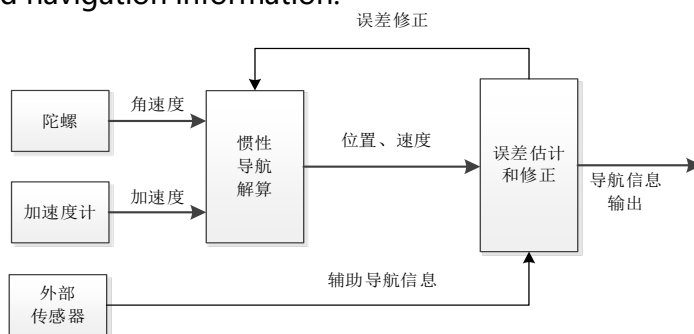 d navigation information.
误差修正
陀螺
角速度
惯性
导航
解算
位置、速度
误差估计
和修正
导航信息
输出
加速度计
加速度
外部
传感器
辅助导航信息